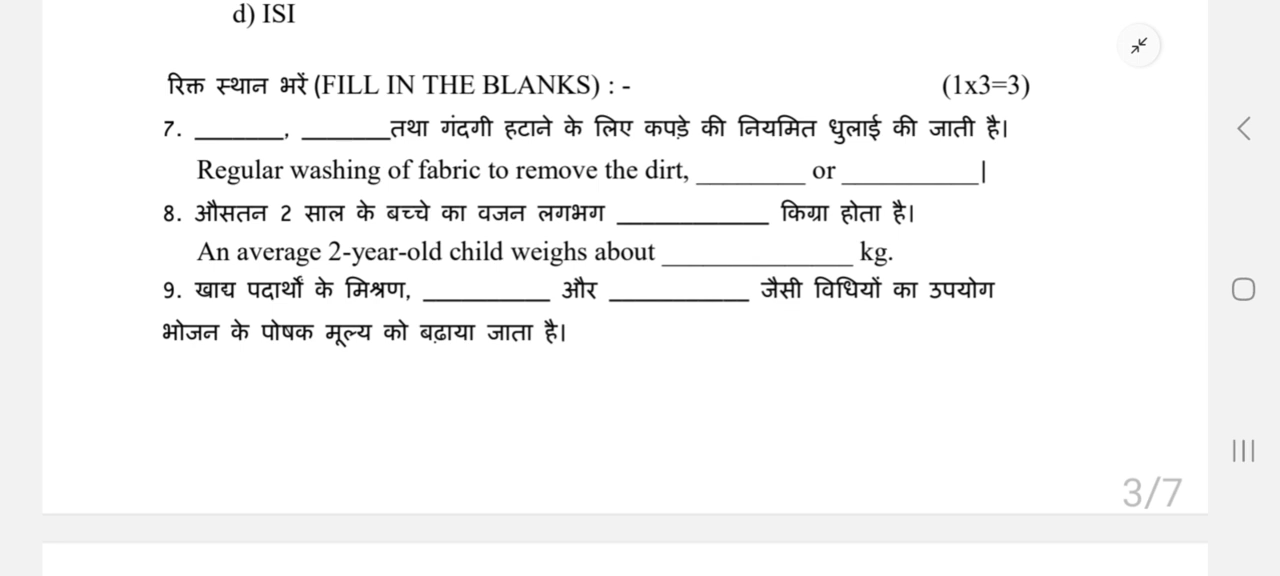 d) ISI
रिक्त स्थान भरें (FILL IN THE BLANKS) : - (1x3=3)
7. _______, _______तथा गंदगी हटाने के लिए कपड़े की नियमित धुलाई की जाती है।
Regular washing of fabric to remove the dirt, ________ or __________|
8. औसतन 2 साल के बच्चे का वजन लगभग ____________ किग्रा होता है।
An average 2-year-old child weighs about ______________ kg.
9. खाद्य पदार्थों के मिश्रण, __________ और ___________ जैसी विधियों का उपयोग
भोजन के पोषक मूल्य को बढ़ाया जाता है।
3/7